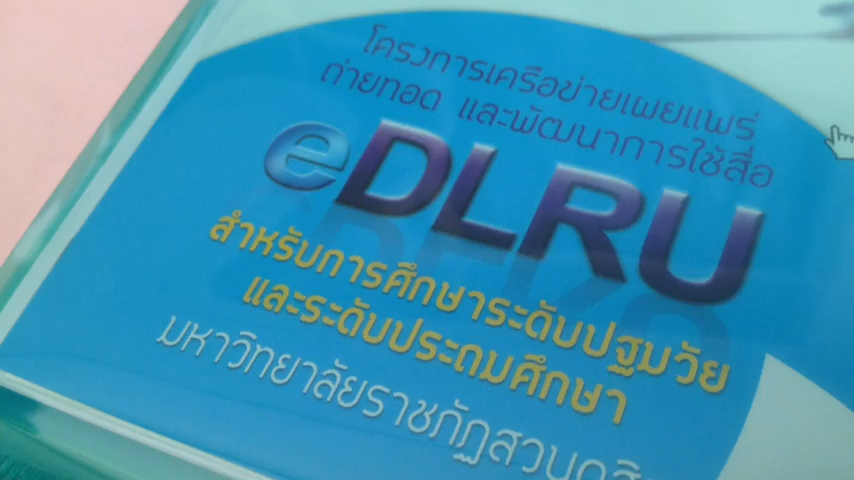 โครงการเครือข่ายเผยแพร่
ถ่ายทอด และพัฒนาการใช้สื่อ
eDLRU
สำหรับการศึกษาระดับปฐมวัย
และระดับประถมศึกษา
มหาวิทยาลัยราชภัฏสวนดุสิ